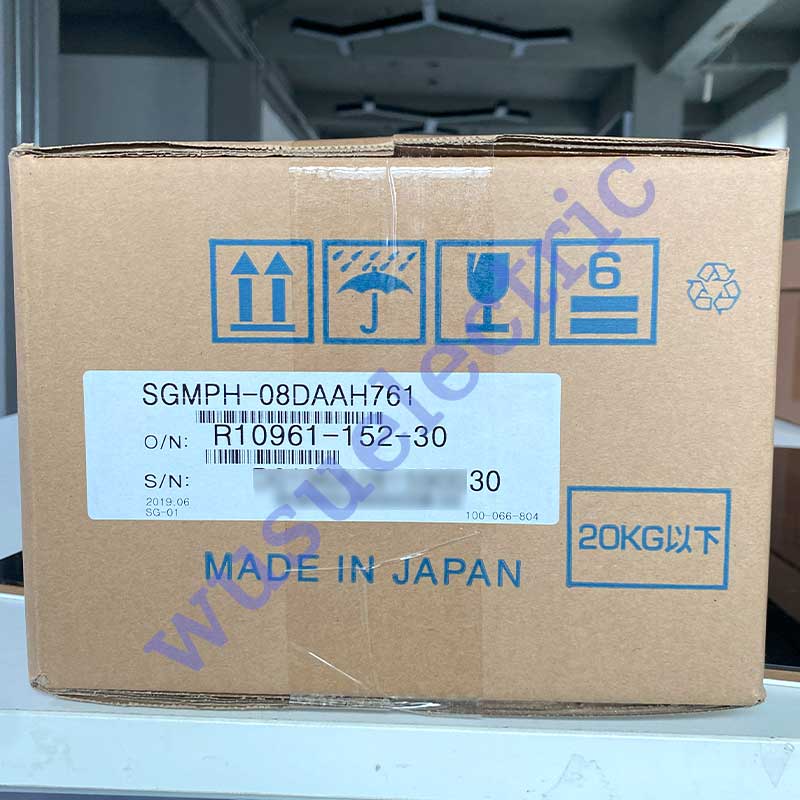 6
SGMPH-08DAAH761
O/N: R10961-152-30
S/N: 30
2019.06
SG-01 100-066-804
20KG以下
MADE IN JAPAN
wusuelectric